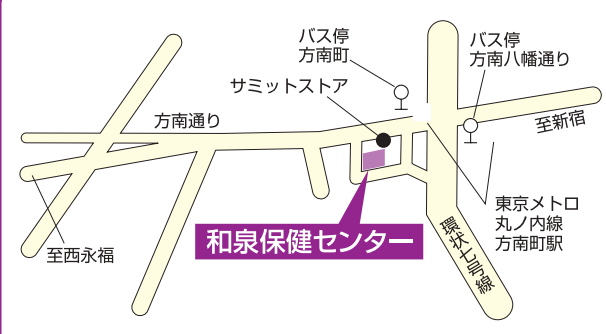 バス停
方南町
バス停
方南八幡通り
サミットストア
方南通り
至新宿
東京メトロ
丸ノ内線
方南町駅
和泉保健センター
至西永福
環状七号線